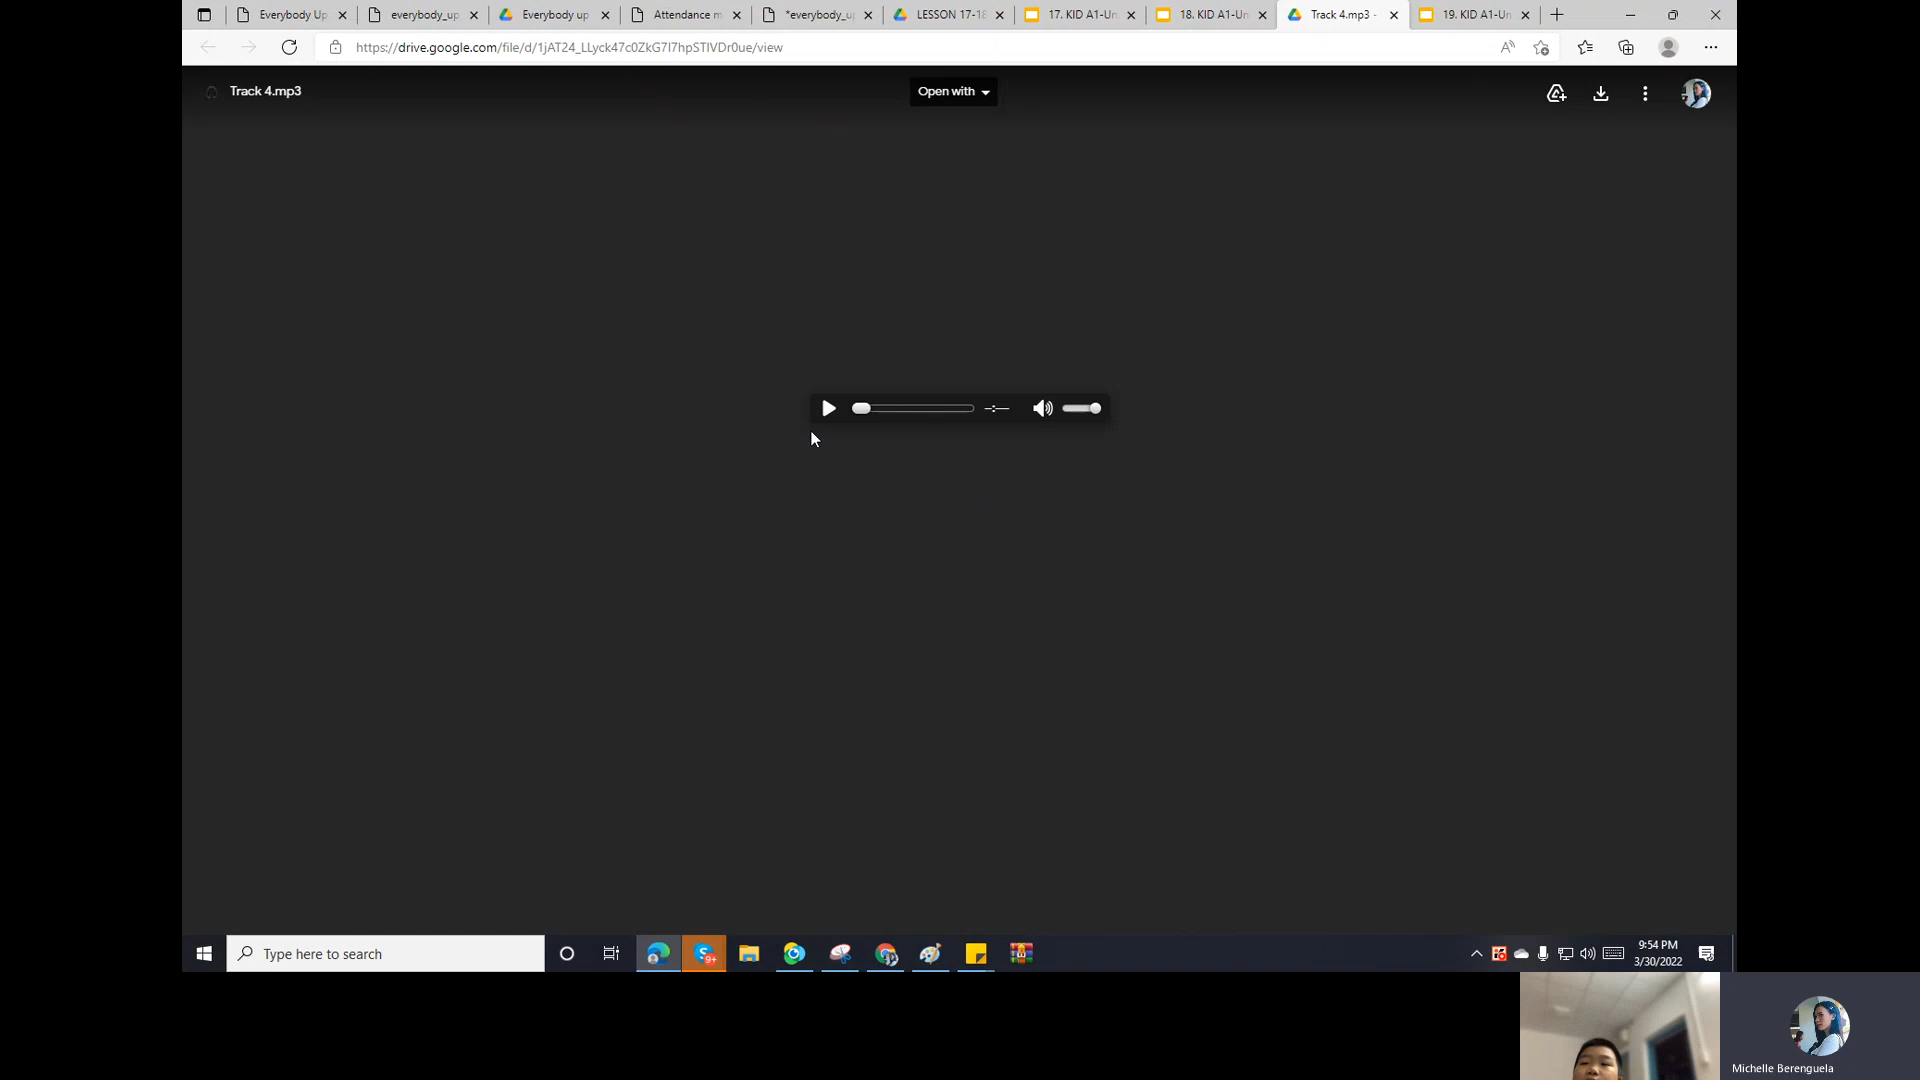 Everybody Up
everybody_up
Everybody up
Attendance m
*everybody_u
LESSON 17-18
17. KID A1-Un
18. KID A1-Un
Track 4.mp3 -
19. KID A1-Un
https://drive.google.com/file/d/1jAT24_LLyck47c0ZkG7I7hpSTIVDr0ue/view
Track 4.mp3
Open with
--:--
Type here to search
9+
9:54 PM
3/30/2022
Michelle Berenguela